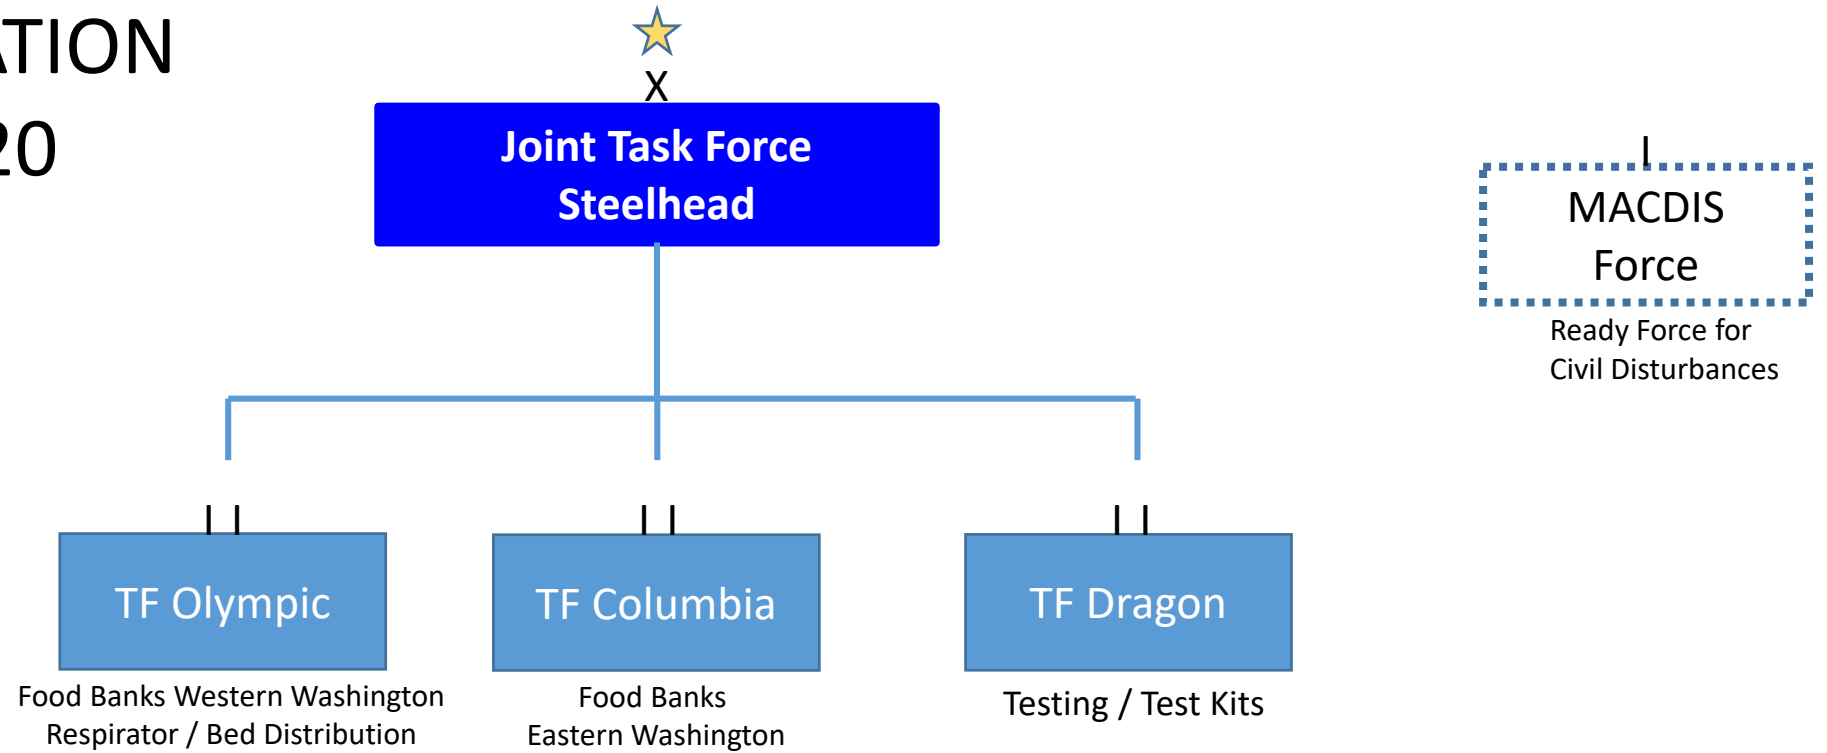 ATION
20
X
Joint Task Force
Steelhead
I
MACDIS
Force
Ready Force for
Civil Disturbances
I I
TF Olympic
Food Banks Western Washington
Respirator / Bed Distribution
I I
TF Columbia
Food Banks
Eastern Washington
I I
TF Dragon
Testing / Test Kits